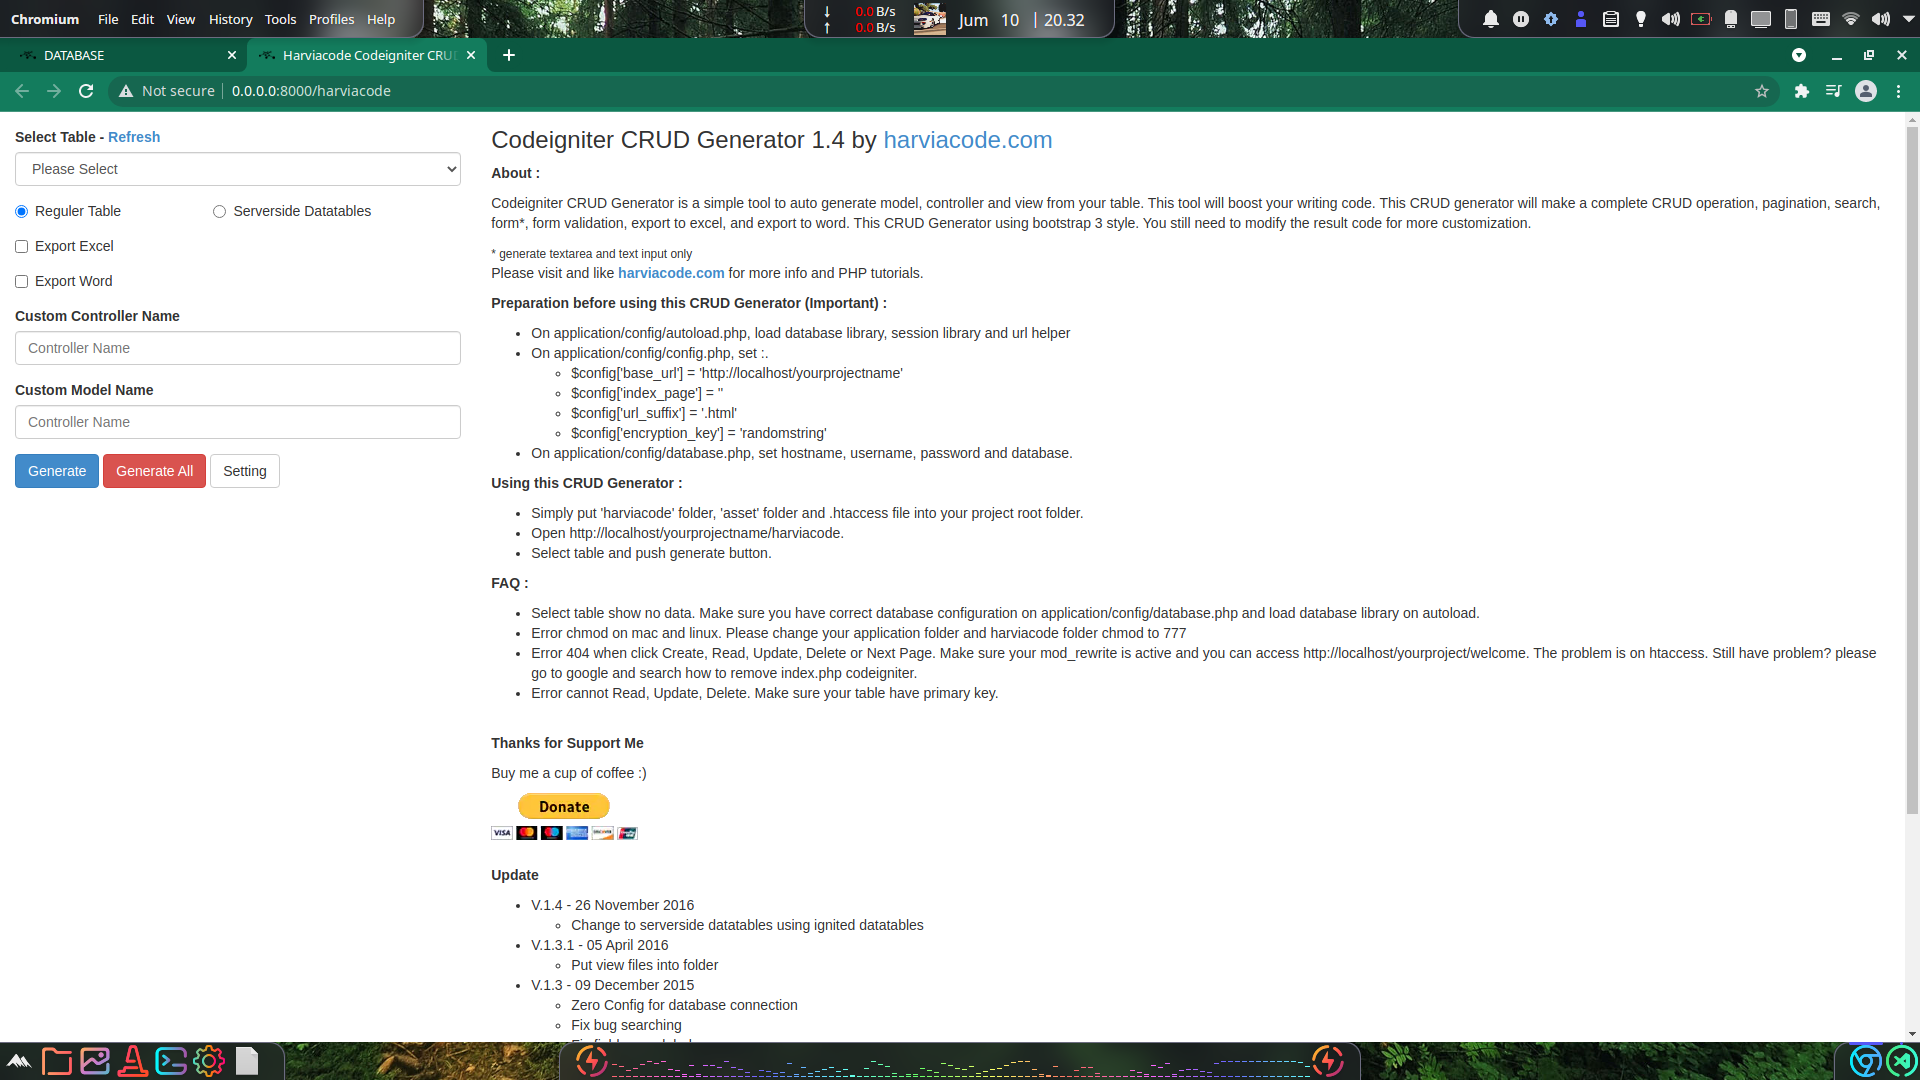 Chromium File Edit View History Tools Profiles Help
↓ 0.0 B/s
↑ 0.0 B/s
Jum 10 | 20.32
DATABASE
Harviacode Codeigniter CRU
Not secure | 0.0.0.0:8000/harviacode
Select Table - Refresh
Please Select
Reguler Table
Serverside Datatables
Export Excel
Export Word
Custom Controller Name
Controller Name
Custom Model Name
Controller Name
Generate
Generate All
Setting
Codeigniter CRUD Generator 1.4 by harviacode.com
About :
Codeigniter CRUD Generator is a simple tool to auto generate model, controller and view from your table. This tool will boost your writing code. This CRUD generator will make a complete CRUD operation, pagination, search,
form*, form validation, export to excel, and export to word. This CRUD Generator using bootstrap 3 style. You still need to modify the result code for more customization.
* generate textarea and text input only
Please visit and like harviacode.com for more info and PHP tutorials.
Preparation before using this CRUD Generator (Important) :
On application/config/autoload.php, load database library, session library and url helper
On application/config/config.php, set :.
$config['base_url'] = 'http://localhost/yourprojectname'
$config['index_page'] = ''
$config['url_suffix'] = '.html'
$config['encryption_key'] = 'randomstring'
On application/config/database.php, set hostname, username, password and database.
Using this CRUD Generator :
Simply put 'harviacode' folder, 'asset' folder and .htaccess file into your project root folder.
Open http://localhost/yourprojectname/harviacode.
Select table and push generate button.
FAQ :
Select table show no data. Make sure you have correct database configuration on application/config/database.php and load database library on autoload.
Error chmod on mac and linux. Please change your application folder and harviacode folder chmod to 777
Error 404 when click Create, Read, Update, Delete or Next Page. Make sure your mod_rewrite is active and you can access http://localhost/yourproject/welcome. The problem is on htaccess. Still have problem? please
go to google and search how to remove index.php codeigniter.
Error cannot Read, Update, Delete. Make sure your table have primary key.
Thanks for Support Me
Buy me a cup of coffee :)
Donate
VISA
DISCOVER
Update
V.1.4 - 26 November 2016
Change to serverside datatables using ignited datatables
V.1.3.1 - 05 April 2016
Put view files into folder
V.1.3 - 09 December 2015
Zero Config for database connection
Fix bug searching